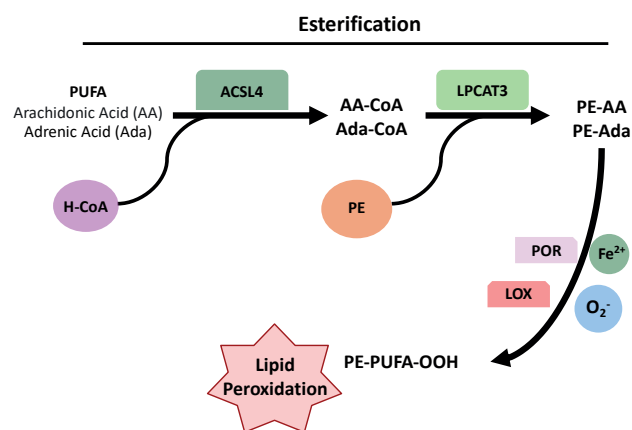 Esterification
PUFA
Arachidonic Acid (AA)
Adrenic Acid (Ada)
ACSL4
H-CoA
AA-CoA
Ada-CoA
LPCAT3
PE
PE-AA
PE-Ada
POR
Fe²⁺
LOX
O₂⁻
PE-PUFA-OOH
Lipid
Peroxidation